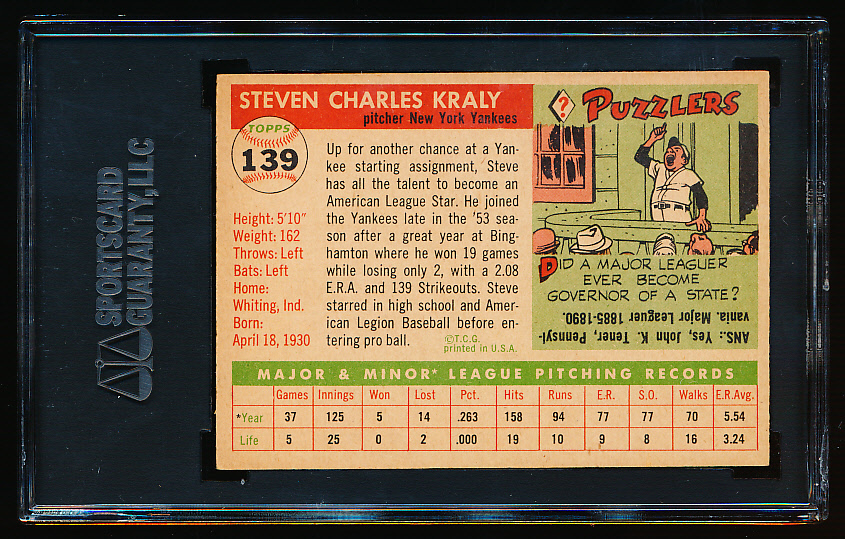 SPORTSCARD
GUARANTY, LLC
STEVEN CHARLES KRALY
pitcher New York Yankees
TOPPS
139
Height: 5'10"
Weight: 162
Throws: Left
Bats: Left
Home:
Whiting, Ind.
Born:
April 18, 1930
Up for another chance at a Yan-
kee starting assignment, Steve
has all the talent to become an
American League Star. He joined
the Yankees late in the '53 sea-
son after a great year at Bing-
hamton where he won 19 games
while losing only 2, with a 2.08
E.R.A. and 139 Strikeouts. Steve
starred in high school and Amer-
ican Legion Baseball before en-
tering pro ball.
©T.C.G.
printed in U.S.A.
? PUZZLERS
DID A MAJOR LEAGUER
EVER BECOME
GOVERNOR OF A STATE?
ANS.: Yes, John K. Tener, Pennsyl-
vania. Major Leaguer 1885-1890.
MAJOR & MINOR* LEAGUE PITCHING RECORDS
Games Innings Won Lost Pct. Hits Runs E.R. S.O. Walks E.R.Avg.
*Year 37 125 5 14 .263 158 94 77 77 70 5.54
Life 5 25 0 2 .000 19 10 9 8 16 3.24